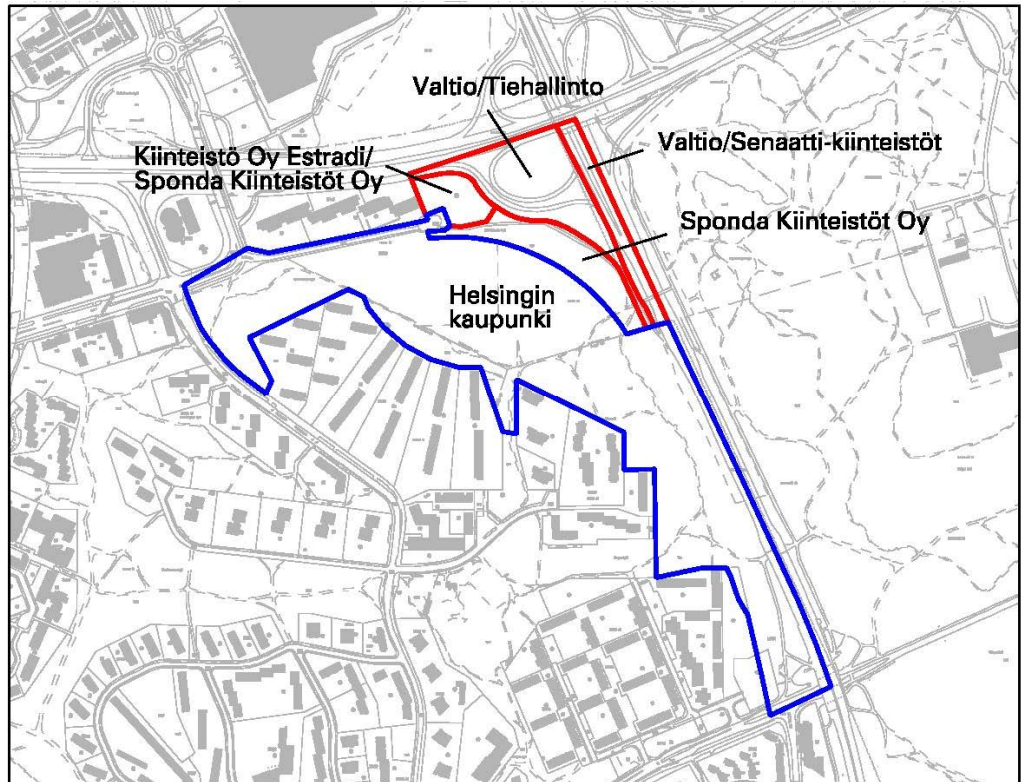 Valtio/Tiehallinto
Kiinteistö Oy Estradi/
Sponda Kiinteistöt Oy
Valtio/Senaatti-kiinteistöt
Sponda Kiinteistöt Oy
Helsingin
kaupunki